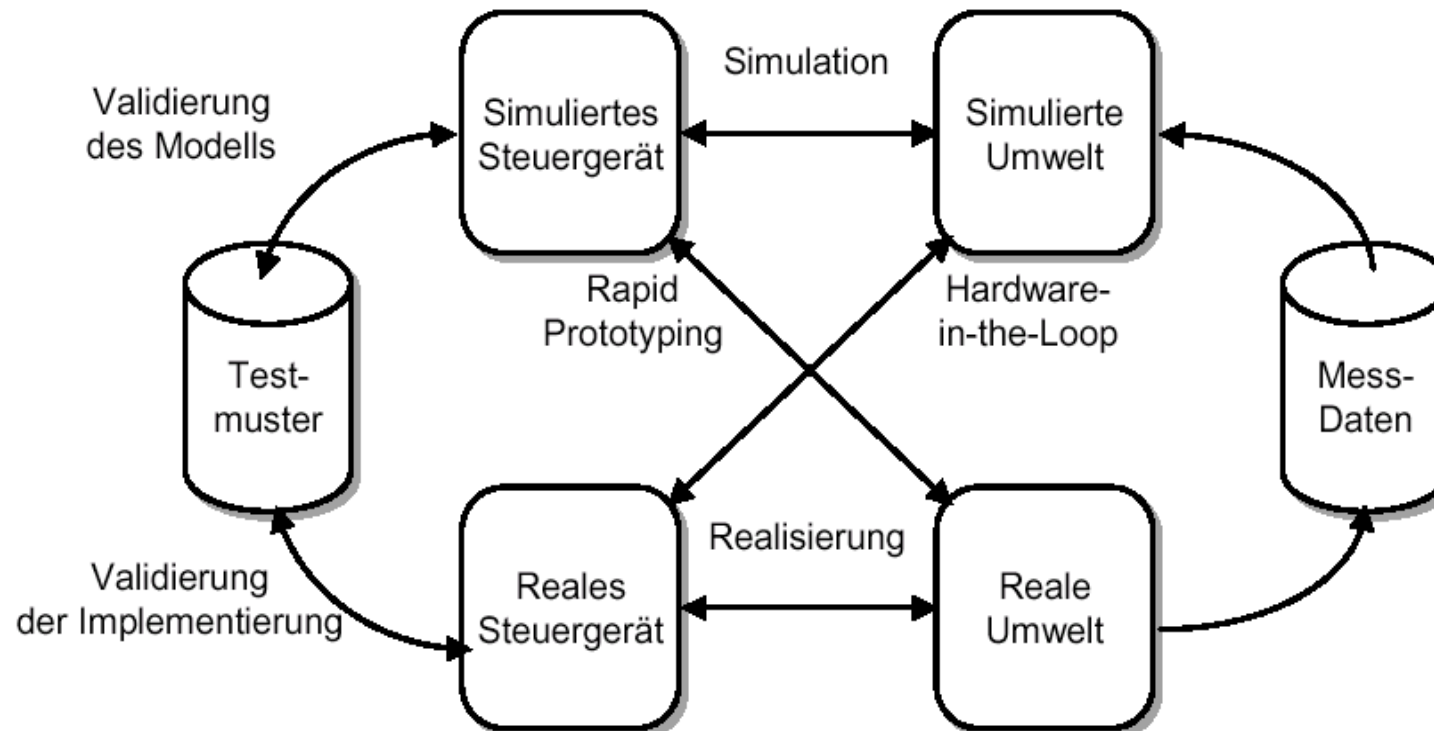 Simulation
Validierung
des Modells
Simuliertes
Steuergerät
Simulierte
Umwelt
Rapid
Prototyping
Hardware-
in-the-Loop
Test-
muster
Mess-
Daten
Realisierung
Validierung
der Implementierung
Reales
Steuergerät
Reale
Umwelt